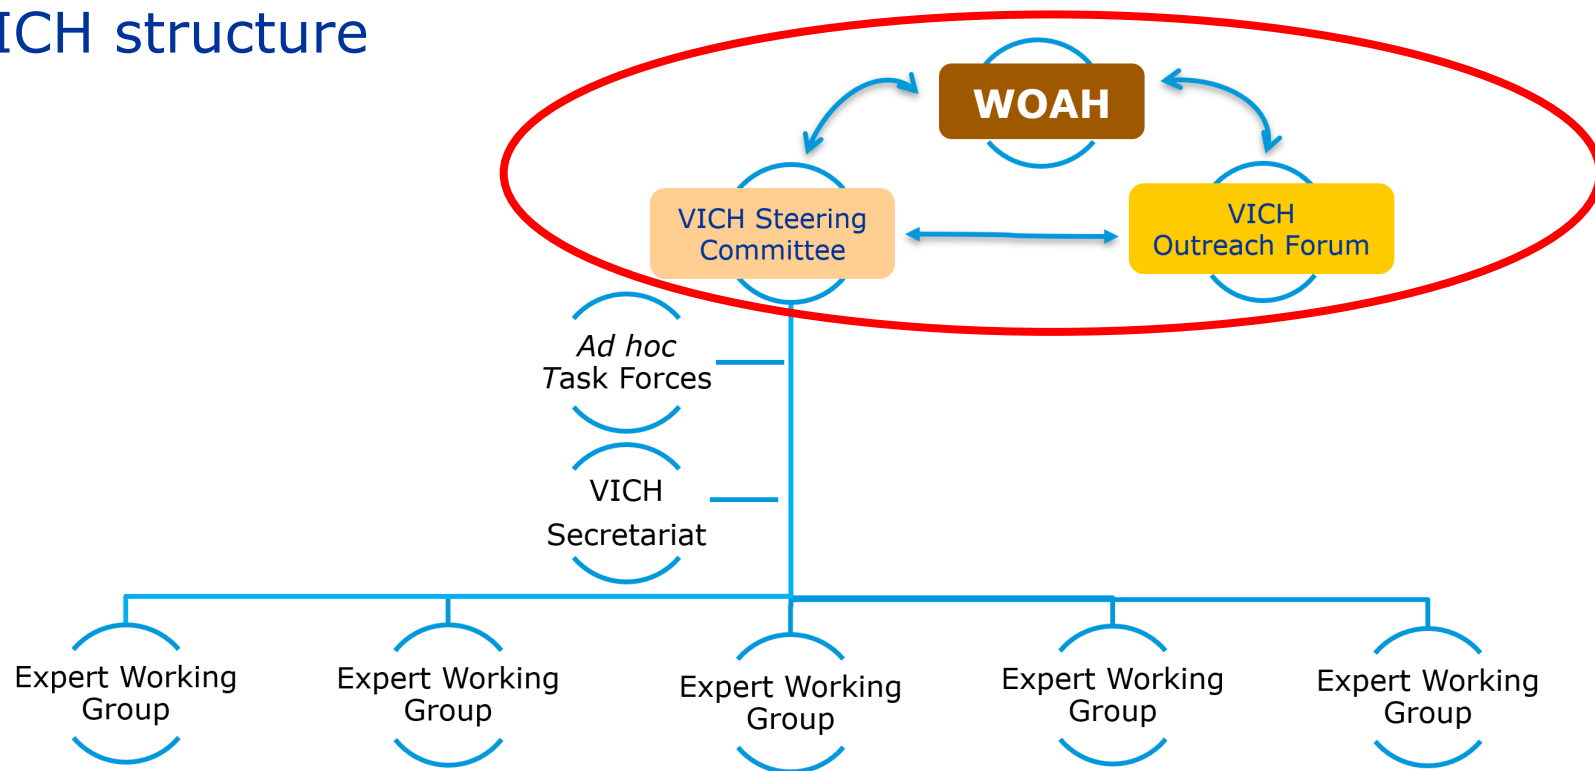 ICH structure
WOAH
VICH Steering
Committee
VICH
Outreach Forum
Ad hoc
Task Forces
VICH
Secretariat
Expert Working
Group
Expert Working
Group
Expert Working
Group
Expert Working
Group
Expert Working
Group